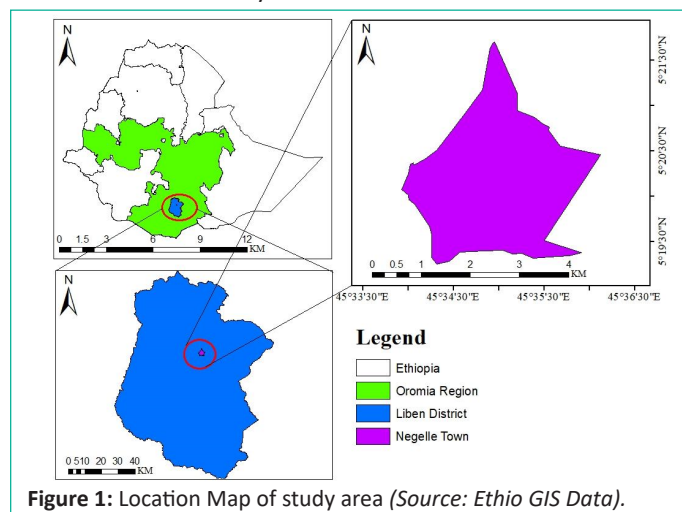 N
0 1.5 3 6 9 12
KM
N
0 5 10 20 30 40
KM
N
0 0.5 1 2 3 4
KM
5°21'3.0"N
5°20'30"N
5°19'30"N
45°33'30"E 45°34'30"E 45°35'30"E 45°36'30"E
Legend
Ethiopia
Oromia Region
Liben District
Negelle Town
Figure 1: Location Map of study area (Source: Ethio GIS Data).